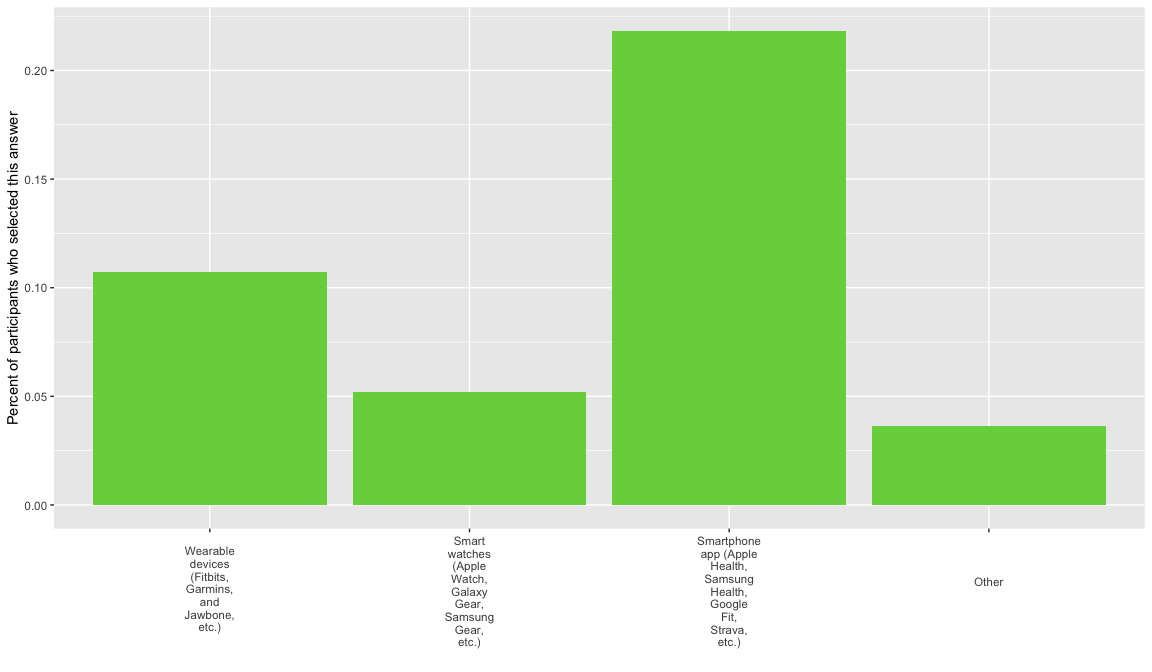 Percent of participants who selected this answer
0.20
0.15
0.10
0.05
0.00
Wearable
devices
(Fitbits,
Garmins,
and
Jawbone,
etc.)
Smart
watches
(Apple
Watch,
Galaxy
Gear,
Samsung
Gear,
etc.)
Smartphone
app (Apple
Health,
Samsung
Health,
Google
Fit,
Strava,
etc.)
Other